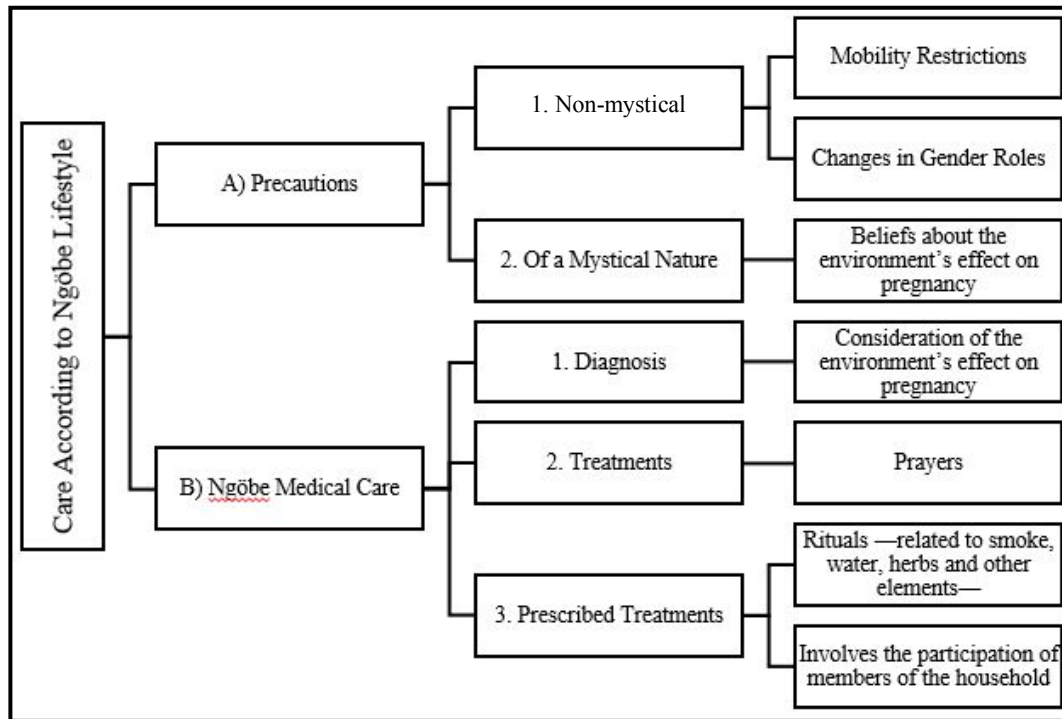 Care According to Ngöbe Lifestyle
A) Precautions
1. Non-mystical
Mobility Restrictions
Changes in Gender Roles
2. Of a Mystical Nature
Beliefs about the
environment’s effect on
pregnancy
B) Ngöbe Medical Care
1. Diagnosis
Consideration of the
environment’s effect on
pregnancy
2. Treatments
Prayers
3. Prescribed Treatments
Rituals —related to smoke,
water, herbs and other
elements—
Involves the participation of
members of the household